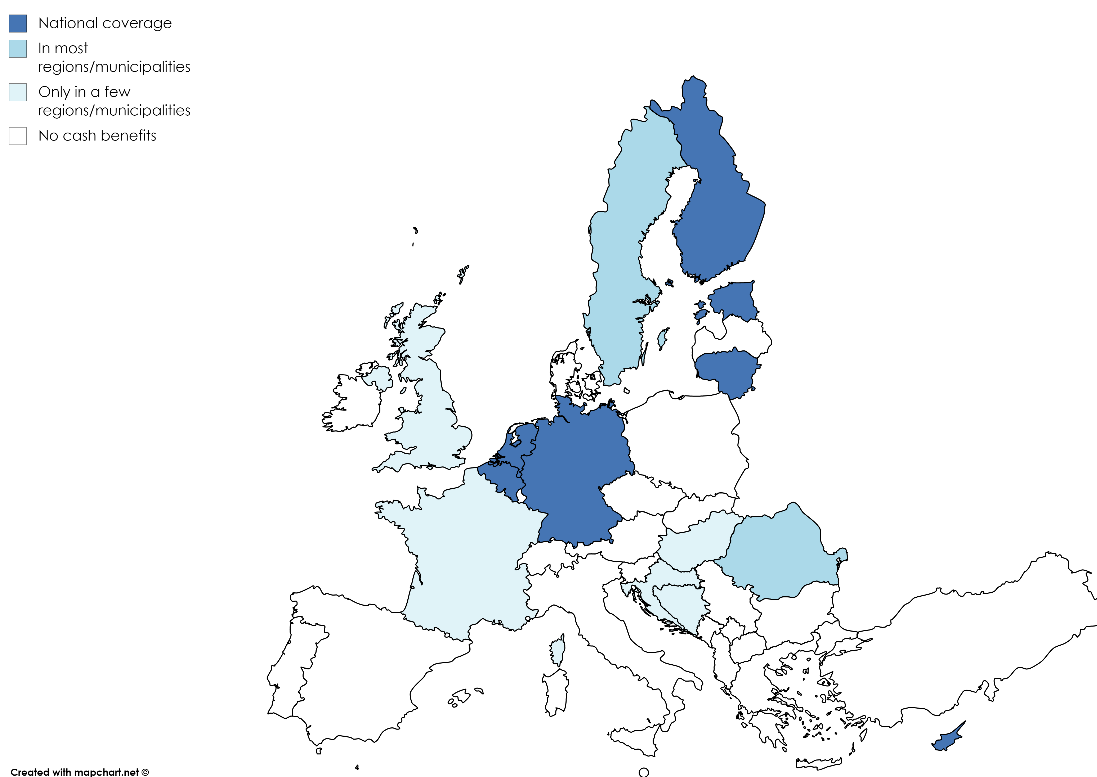 National coverage
In most
regions/municipalities
Only in a few
regions/municipalities
No cash benefits
Created with mapchart.net ©